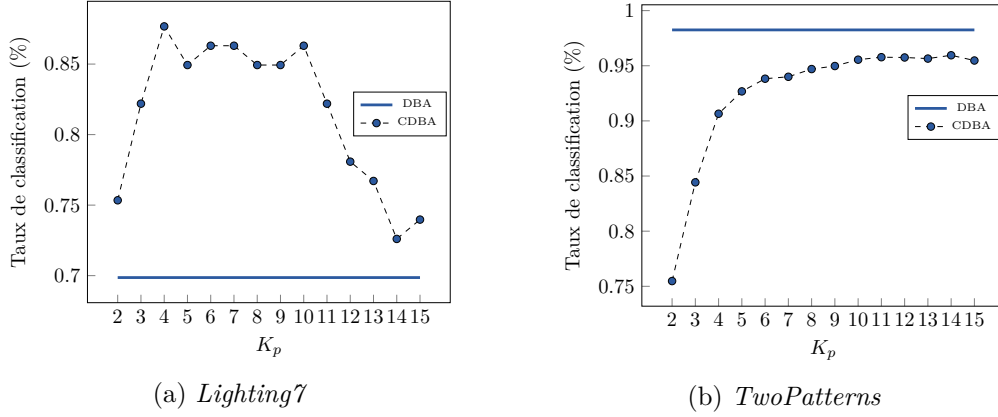 0.85
0.8
0.75
0.7
Taux de classification (%)
DBA
CDBA
2 3 4 5 6 7 8 9 10 11 12 13 14 15
K_p
(a) Lighting7
1
0.95
0.9
0.85
0.8
0.75
Taux de classification (%)
DBA
CDBA
2 3 4 5 6 7 8 9 10 11 12 13 14 15
K_p
(b) TwoPatterns